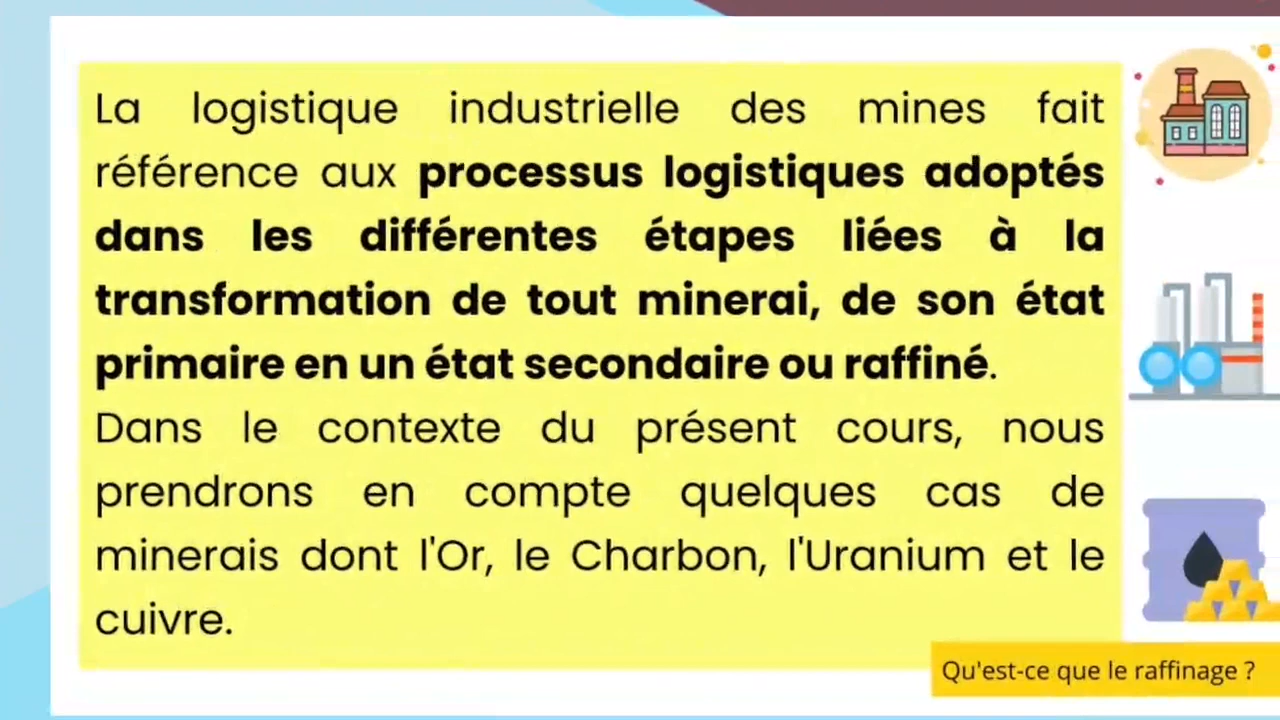 La logistique industrielle des mines fait
référence aux processus logistiques adoptés
dans les différentes étapes liées à la
transformation de tout minerai, de son état
primaire en un état secondaire ou raffiné.
Dans le contexte du présent cours, nous
prendrons en compte quelques cas de
minerais dont l'Or, le Charbon, l'Uranium et le
cuivre.
Qu'est-ce que le raffinage ?